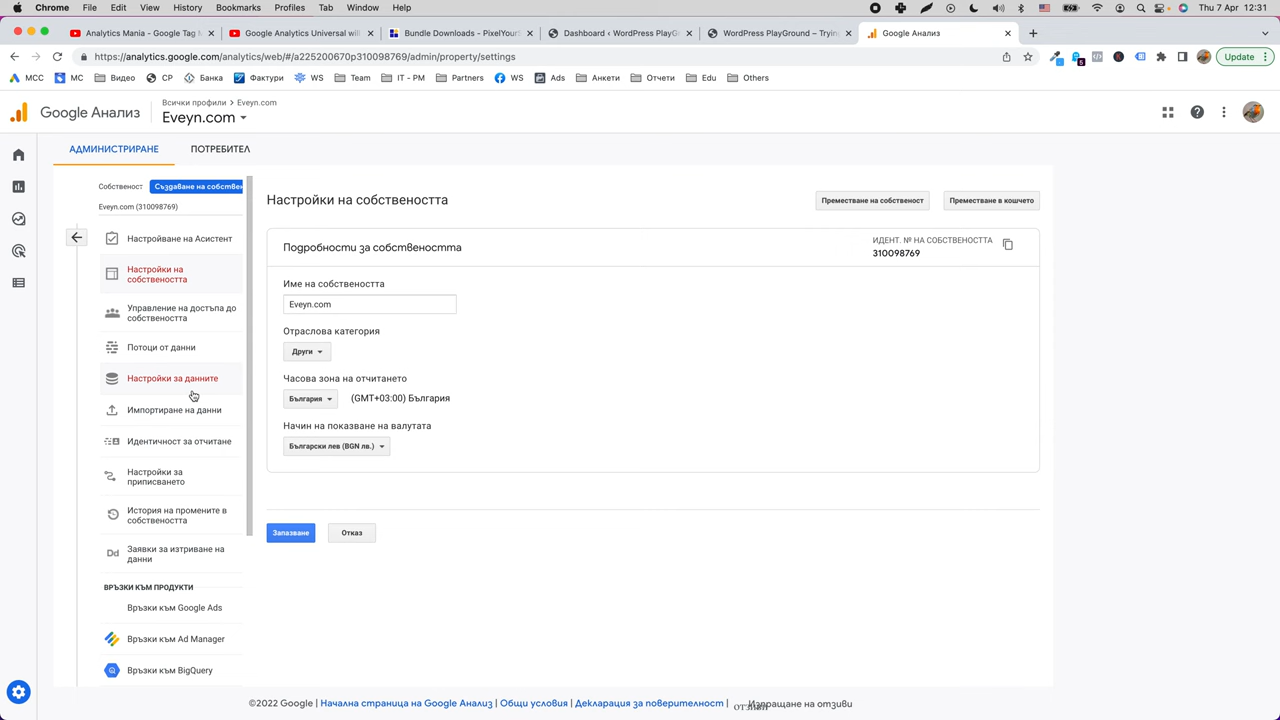 Chrome File Edit View History Bookmarks Profiles Tab Window Help Thu 7 Apr 12:31
Analytics Mania - Google Tag M Google Analytics Universal will Bundle Downloads - PixelYourS Dashboard ‹ WordPress PlayG WordPress PlayGround – Tryin Google Анализ
https://analytics.google.com/analytics/web/#/a225200671p310098769/admin/property/settings 5 Update
MCC MC Видео CP Банка Фактури WS Team IT - PM Partners WS Ads Анкети Отчети Edu Others
Google Анализ
Всички профили > Eveyn.com
Eveyn.com
АДМИНИСТРИРАНЕ ПОТРЕБИТЕЛ
Собственост Създаване на собствен
Eveyn.com (310098769)
Настройване на Асистент
Настройки на
собствеността
Управление на достъпа до
собствеността
Потоци от данни
Настройки за данните
Импортиране на данни
Идентичност за отчитане
Настройки за
приписването
История на промените в
собствеността
Dd Заявки за изтриване на
данни
ВРЪЗКИ КЪМ ПРОДУКТИ
Връзки към Google Ads
Връзки към Ad Manager
Връзки към BigQuery
Настройки на собствеността
Преместване на собственост Преместване в кошчето
Подробности за собствеността
ИДЕНТ. № НА СОБСТВЕНОСТТА
310098769
Име на собствеността
Eveyn.com
Отраслова категория
Други
Часова зона на отчитането
България (GMT+03:00) България
Начин на показване на валутата
Български лев (BGN лв.)
Запазване Отказ
©2022 Google | Начална страница на Google Анализ | Общи условия | Декларация за поверителност | отзиви Изпращане на отзиви